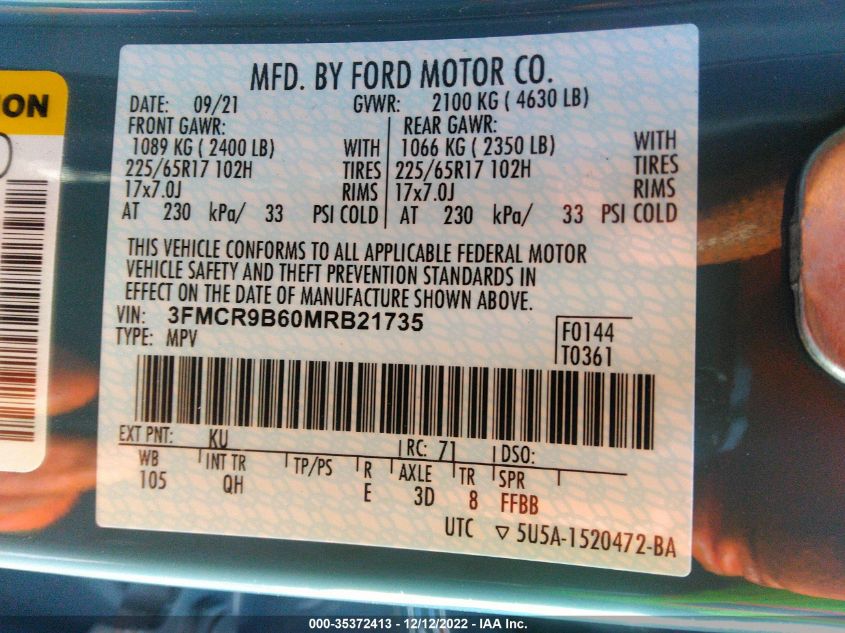 ION
MFD. BY FORD MOTOR CO.
DATE: 09/21 GVWR: 2100 KG ( 4630 LB)
FRONT GAWR: REAR GAWR:
1089 KG ( 2400 LB) WITH 1066 KG ( 2350 LB) WITH
225/65R17 102H TIRES 225/65R17 102H TIRES
17x7.0J RIMS 17x7.0J RIMS
AT 230 kPa/ 33 PSI COLD AT 230 kPa/ 33 PSI COLD
THIS VEHICLE CONFORMS TO ALL APPLICABLE FEDERAL MOTOR
VEHICLE SAFETY AND THEFT PREVENTION STANDARDS IN
EFFECT ON THE DATE OF MANUFACTURE SHOWN ABOVE.
VIN: 3FMCR9B60MRB21735
TYPE: MPV
F0144
T0361
EXT PNT: KU RC: 71 DSO:
WB INT TR TP/PS R AXLE TR SPR
105 QH E 3D 8 FFBB
UTC ▽ 5U5A-1520472-BA
000-35372413 - 12/12/2022 - IAA Inc.